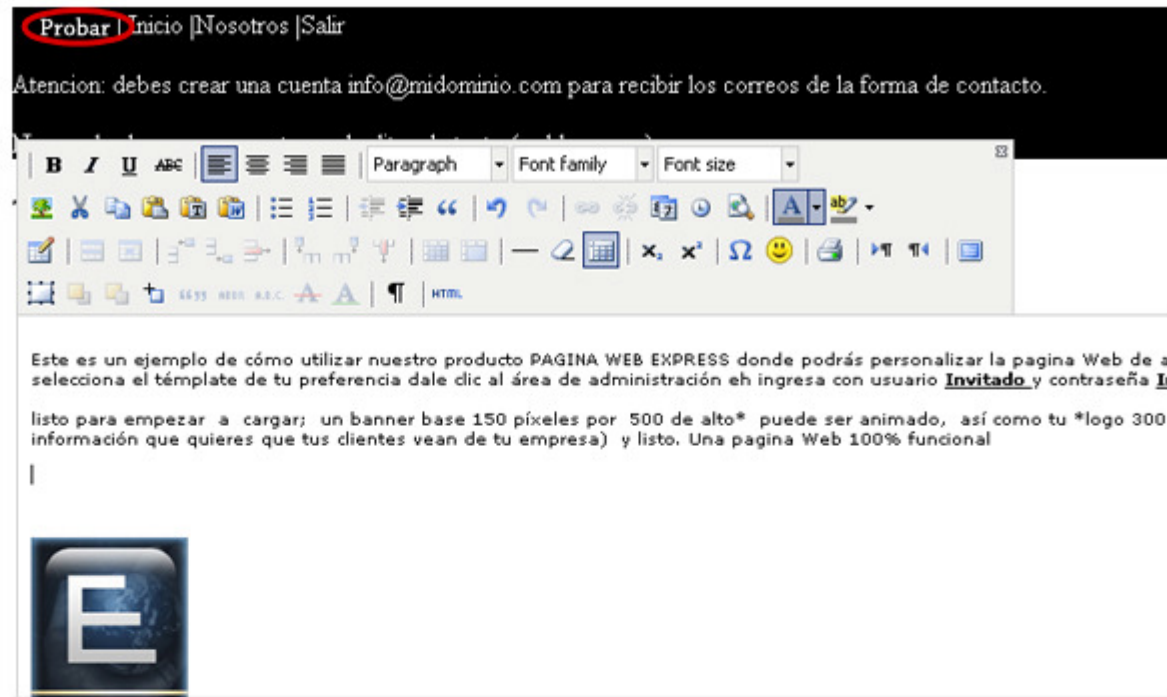 Probar | Inicio |Nosotros |Salir
Atencion: debes crear una cuenta info@midominio.com para recibir los correos de la forma de contacto.
B I U ABC Paragraph Font family Font size
A ab
HTML
Este es un ejemplo de cómo utilizar nuestro producto PAGINA WEB EXPRESS donde podrás personalizar la pagina Web de a
selecciona el témplate de tu preferencia dale clic al área de administración eh ingresa con usuario Invitado y contraseña
listo para empezar a cargar; un banner base 150 píxeles por 500 de alto* puede ser animado, así como tu *logo 300
información que quieres que tus clientes vean de tu empresa) y listo. Una pagina Web 100% funcional
E